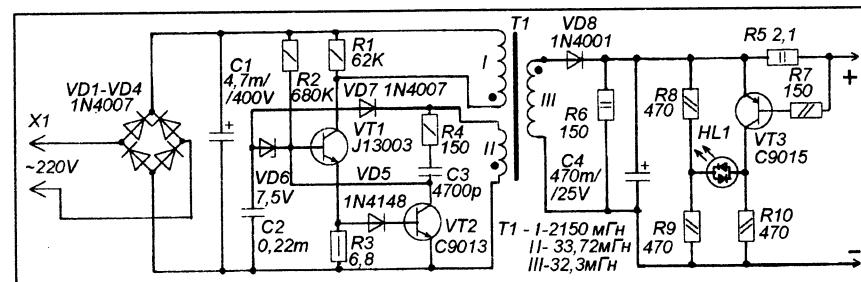 VD1-VD4
1N4007
X1
~220V
C1
4,7m/
/400V
R1
62K
R2
680K
VD7 1N4007
VT1
J13003
VD6
7,5V
VD5
1N4148
C2
0,22m
R3
6,8
R4
150
C3
4700p
VT2
C9013
T1
I
II
III
VD8
1N4001
R6
150
C4
470m/
/25V
T1 - I-2150 мГн
II- 33,72мГн
III-32,3мГн
R8
470
HL1
R9
470
R10
470
R5 2,1
R7
150
VT3
C9015
+
+
+
−